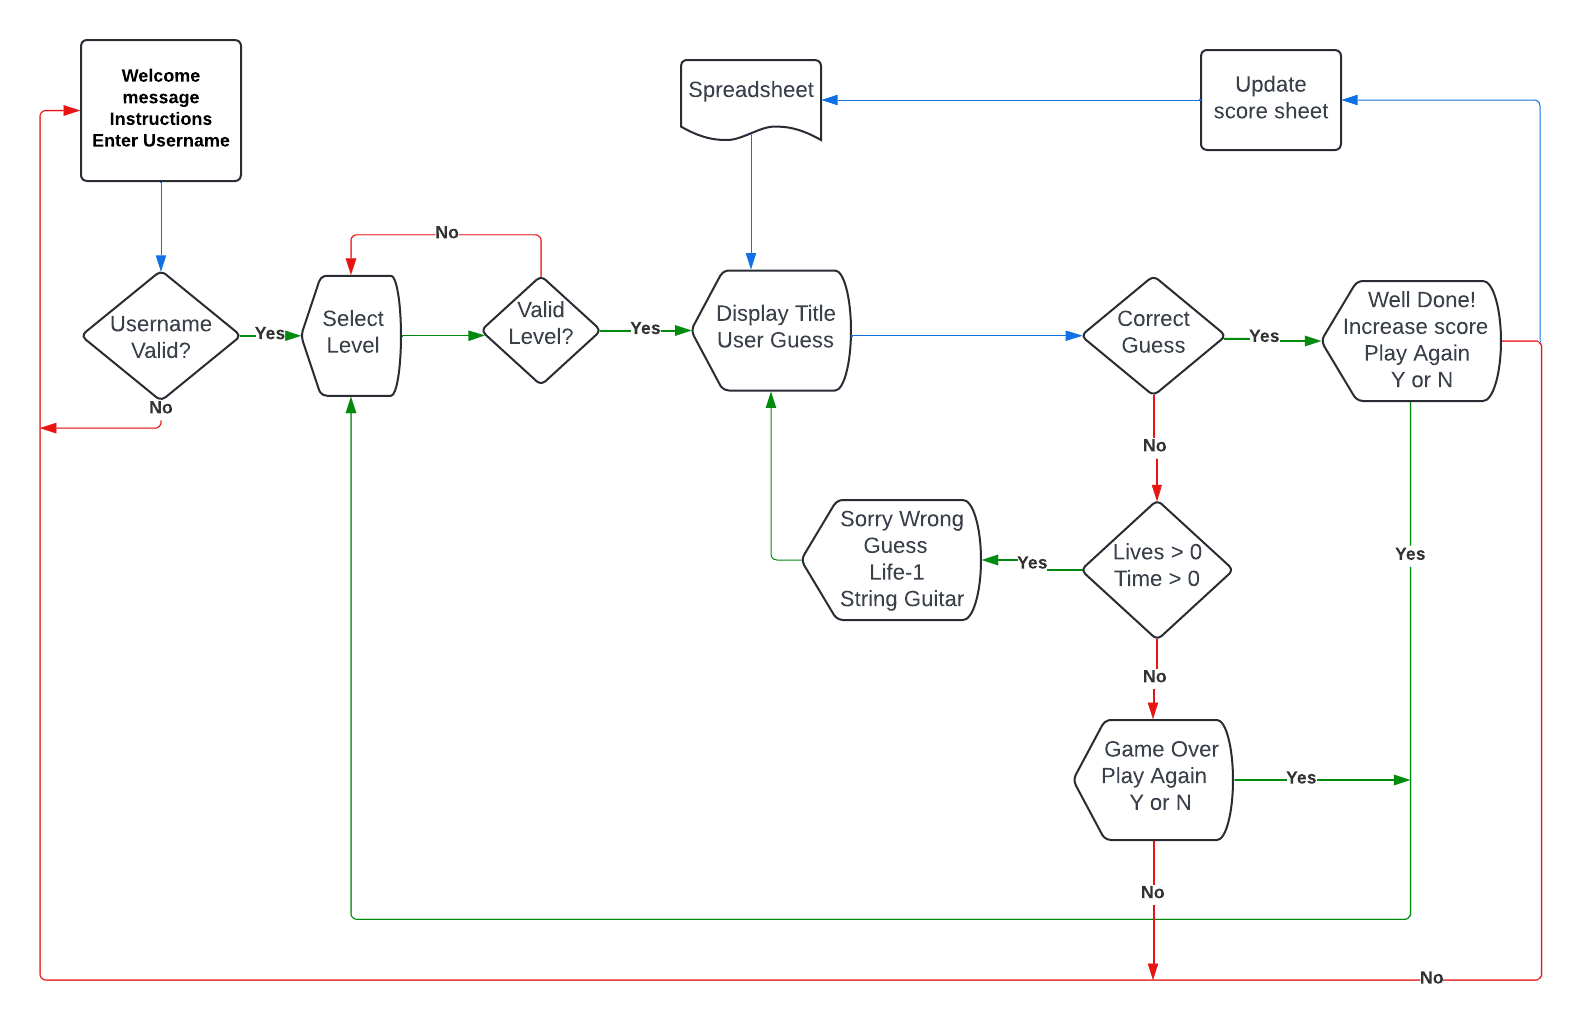 Welcome
message
Instructions
Enter Username
Spreadsheet
Update
score sheet
No
Username
Valid?
Yes
Select
Level
Valid
Level?
Yes
Display Title
User Guess
Correct
Guess
Yes
Well Done!
Increase score
Play Again
Y or N
No
No
Sorry Wrong
Guess
Life-1
String Guitar
Yes
Lives > 0
Time > 0
Yes
No
Game Over
Play Again
Y or N
Yes
No
No